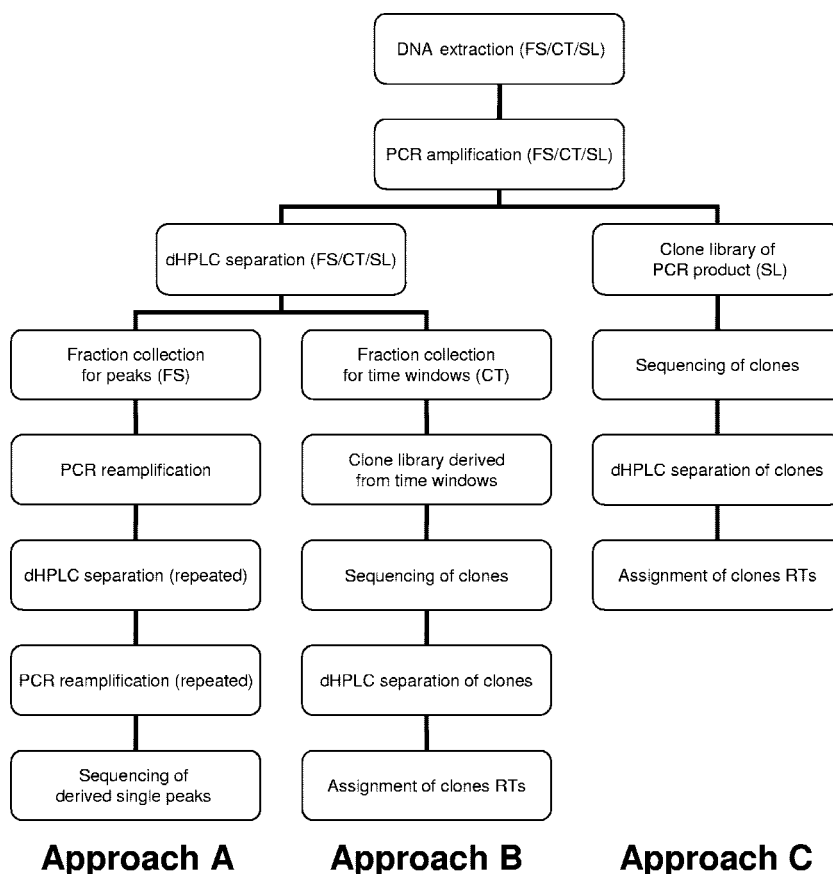 DNA extraction (FS/CT/SL)
PCR amplification (FS/CT/SL)
dHPLC separation (FS/CT/SL)
Clone library of
PCR product (SL)
Fraction collection
for peaks (FS)
Fraction collection
for time windows (CT)
Sequencing of clones
PCR reamplification
Clone library derived
from time windows
dHPLC separation of clones
dHPLC separation (repeated)
Sequencing of clones
Assignment of clones RTs
PCR reamplification (repeated)
dHPLC separation of clones
Sequencing of
derived single peaks
Assignment of clones RTs
Approach A
Approach B
Approach C